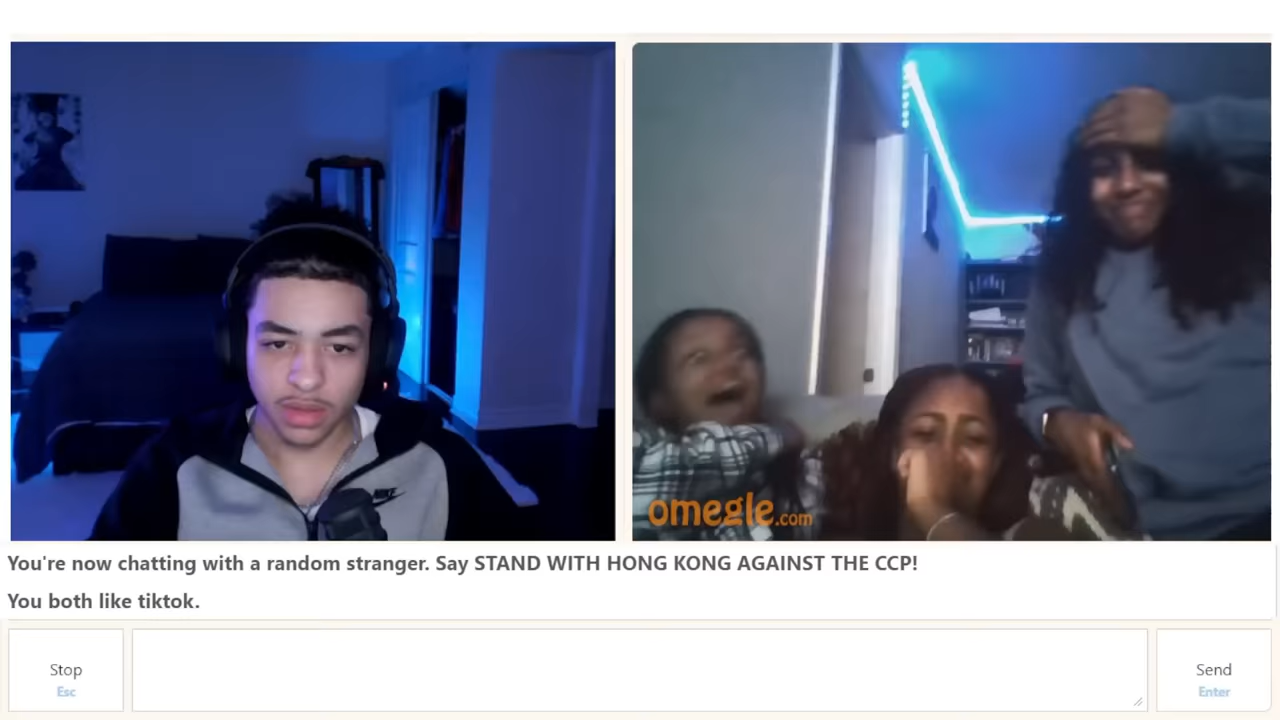 NIKE
omegle.com
You're now chatting with a random stranger. Say STAND WITH HONG KONG AGAINST THE CCP!
You both like tiktok.
Stop
Esc
Send
Enter